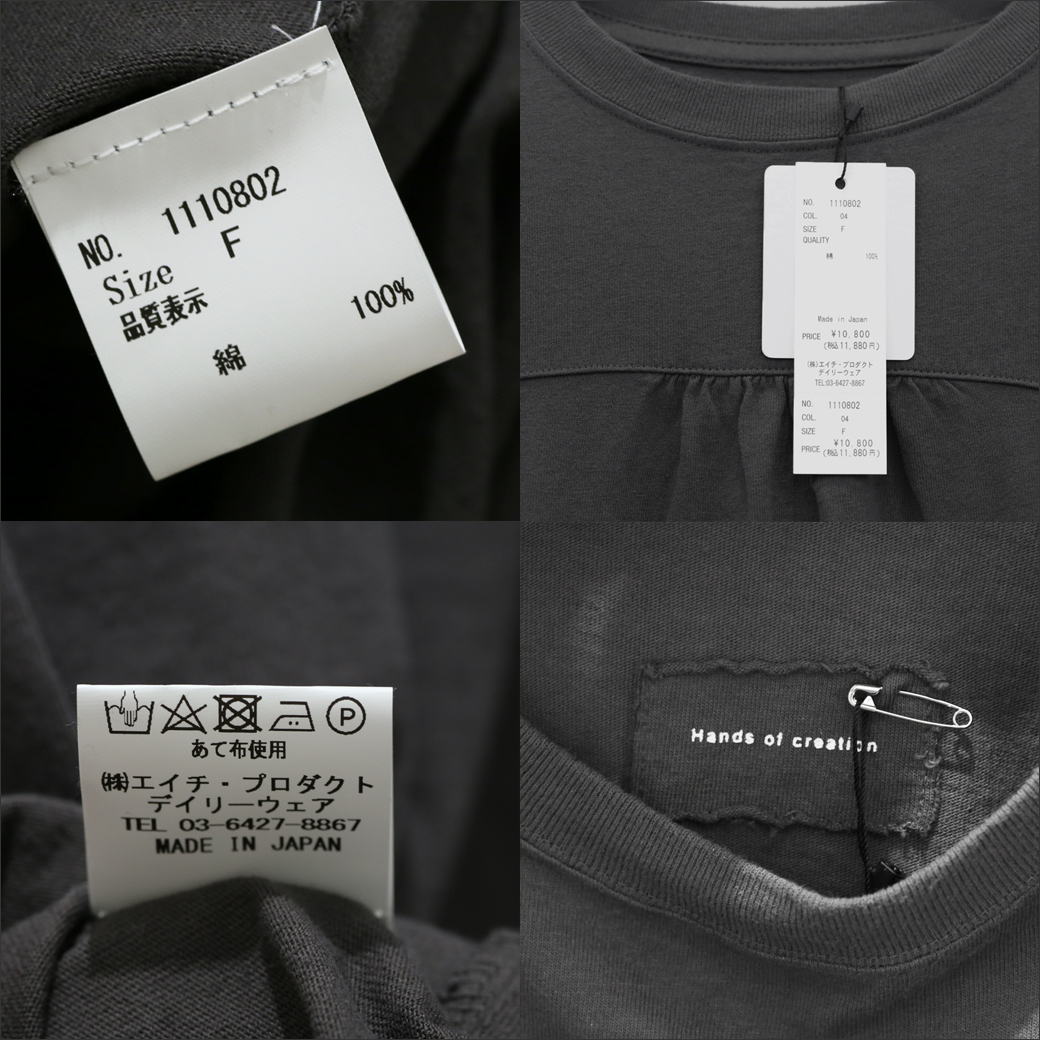 NO. 1110802
Size F
品質表示
綿 100%
NO. 1110802
COL. 04
SIZE F
QUALITY
綿 100%
Made in Japan
PRICE ¥10,800
(税込11,880円)
(株)エイチ・プロダクト
デイリーウェア
TEL:03-6427-8867
NO. 1110802
COL. 04
SIZE F
PRICE ¥10,800
(税込11,880円)
P
あて布使用
(株)エイチ・プロダクト
デイリーウェア
TEL 03-6427-8867
MADE IN JAPAN
Hands of creation